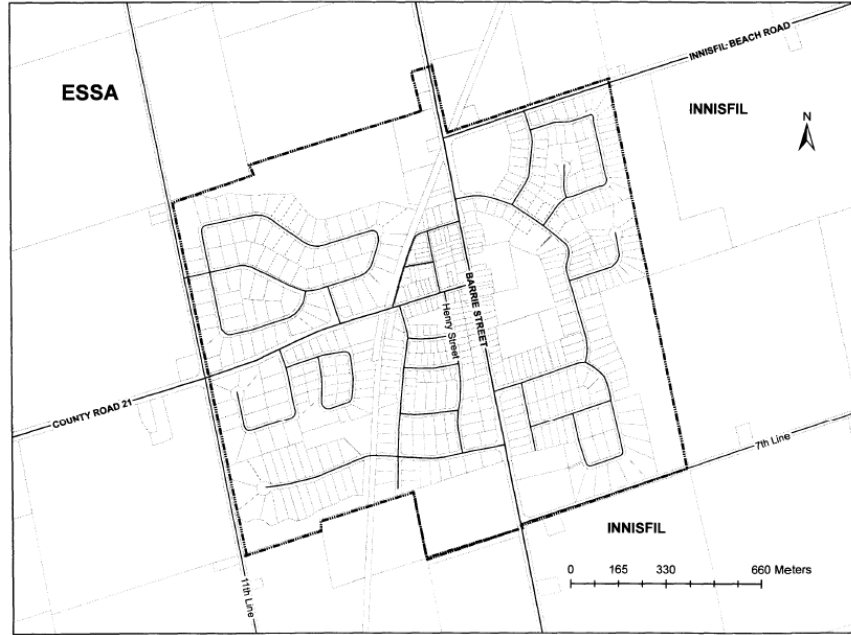 INNISFIL BEACH ROAD
ESSA
INNISFIL
N
BARRIE STREET
Henry Street
COUNTY ROAD 21
7th Line
INNISFIL
0 165 330 660 Meters
11th Line